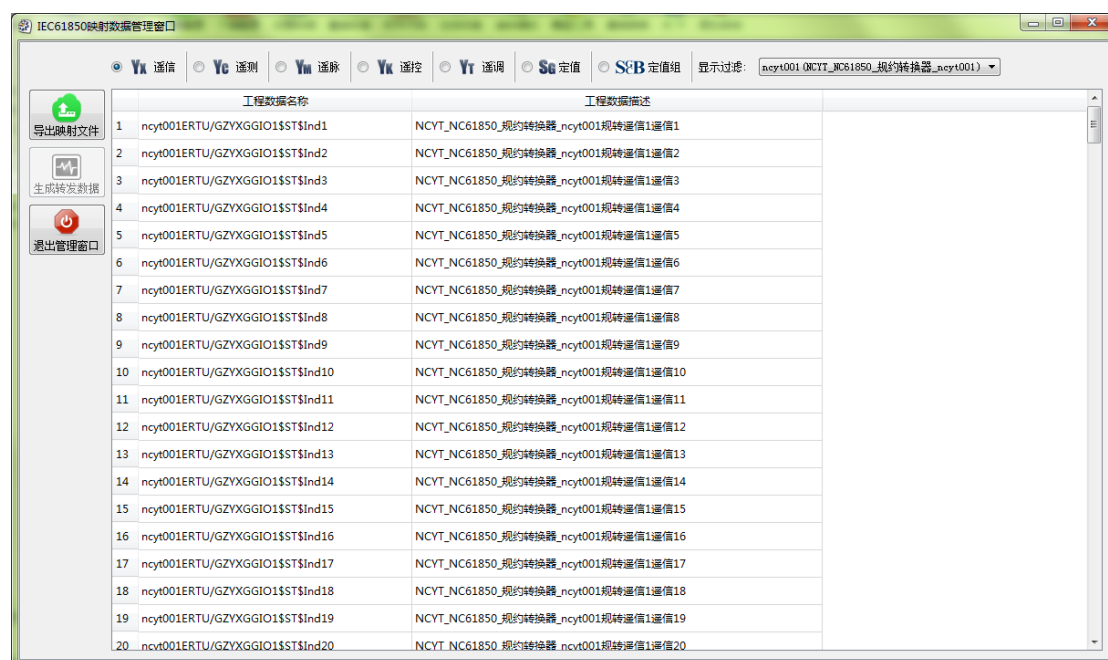 IEC61850映射数据管理窗口
Yx 遥信 Yc 遥测 YM 遥脉 YK 遥控 YT 遥调 SG 定值 SGB 定值组 显示过滤: ncyt001(NCYT_NC61850_规约转换器_ncyt001)
导出映射文件
生成转发数据
退出管理窗口
工程数据名称 工程数据描述
1 ncyt001ERTU/GZYXGGIO1$ST$Ind1 NCYT_NC61850_规约转换器_ncyt001规转遥信1遥信1
2 ncyt001ERTU/GZYXGGIO1$ST$Ind2 NCYT_NC61850_规约转换器_ncyt001规转遥信1遥信2
3 ncyt001ERTU/GZYXGGIO1$ST$Ind3 NCYT_NC61850_规约转换器_ncyt001规转遥信1遥信3
4 ncyt001ERTU/GZYXGGIO1$ST$Ind4 NCYT_NC61850_规约转换器_ncyt001规转遥信1遥信4
5 ncyt001ERTU/GZYXGGIO1$ST$Ind5 NCYT_NC61850_规约转换器_ncyt001规转遥信1遥信5
6 ncyt001ERTU/GZYXGGIO1$ST$Ind6 NCYT_NC61850_规约转换器_ncyt001规转遥信1遥信6
7 ncyt001ERTU/GZYXGGIO1$ST$Ind7 NCYT_NC61850_规约转换器_ncyt001规转遥信1遥信7
8 ncyt001ERTU/GZYXGGIO1$ST$Ind8 NCYT_NC61850_规约转换器_ncyt001规转遥信1遥信8
9 ncyt001ERTU/GZYXGGIO1$ST$Ind9 NCYT_NC61850_规约转换器_ncyt001规转遥信1遥信9
10 ncyt001ERTU/GZYXGGIO1$ST$Ind10 NCYT_NC61850_规约转换器_ncyt001规转遥信1遥信10
11 ncyt001ERTU/GZYXGGIO1$ST$Ind11 NCYT_NC61850_规约转换器_ncyt001规转遥信1遥信11
12 ncyt001ERTU/GZYXGGIO1$ST$Ind12 NCYT_NC61850_规约转换器_ncyt001规转遥信1遥信12
13 ncyt001ERTU/GZYXGGIO1$ST$Ind13 NCYT_NC61850_规约转换器_ncyt001规转遥信1遥信13
14 ncyt001ERTU/GZYXGGIO1$ST$Ind14 NCYT_NC61850_规约转换器_ncyt001规转遥信1遥信14
15 ncyt001ERTU/GZYXGGIO1$ST$Ind15 NCYT_NC61850_规约转换器_ncyt001规转遥信1遥信15
16 ncyt001ERTU/GZYXGGIO1$ST$Ind16 NCYT_NC61850_规约转换器_ncyt001规转遥信1遥信16
17 ncyt001ERTU/GZYXGGIO1$ST$Ind17 NCYT_NC61850_规约转换器_ncyt001规转遥信1遥信17
18 ncyt001ERTU/GZYXGGIO1$ST$Ind18 NCYT_NC61850_规约转换器_ncyt001规转遥信1遥信18
19 ncyt001ERTU/GZYXGGIO1$ST$Ind19 NCYT_NC61850_规约转换器_ncyt001规转遥信1遥信19
20 ncyt001ERTU/GZYXGGIO1$ST$Ind20 NCYT_NC61850_规约转换器_ncyt001规转遥信1遥信20